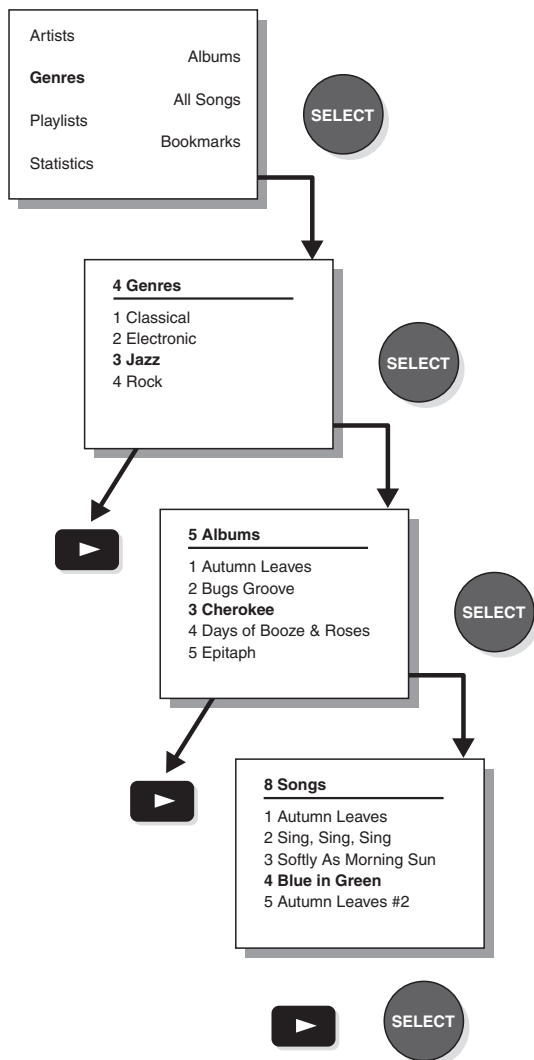 Artists
Albums
Genres
All Songs
Playlists
Bookmarks
Statistics
SELECT
4 Genres
1 Classical
2 Electronic
3 Jazz
4 Rock
SELECT
5 Albums
1 Autumn Leaves
2 Bugs Groove
3 Cherokee
4 Days of Booze & Roses
5 Epitaph
SELECT
8 Songs
1 Autumn Leaves
2 Sing, Sing, Sing
3 Softly As Morning Sun
4 Blue in Green
5 Autumn Leaves #2
SELECT